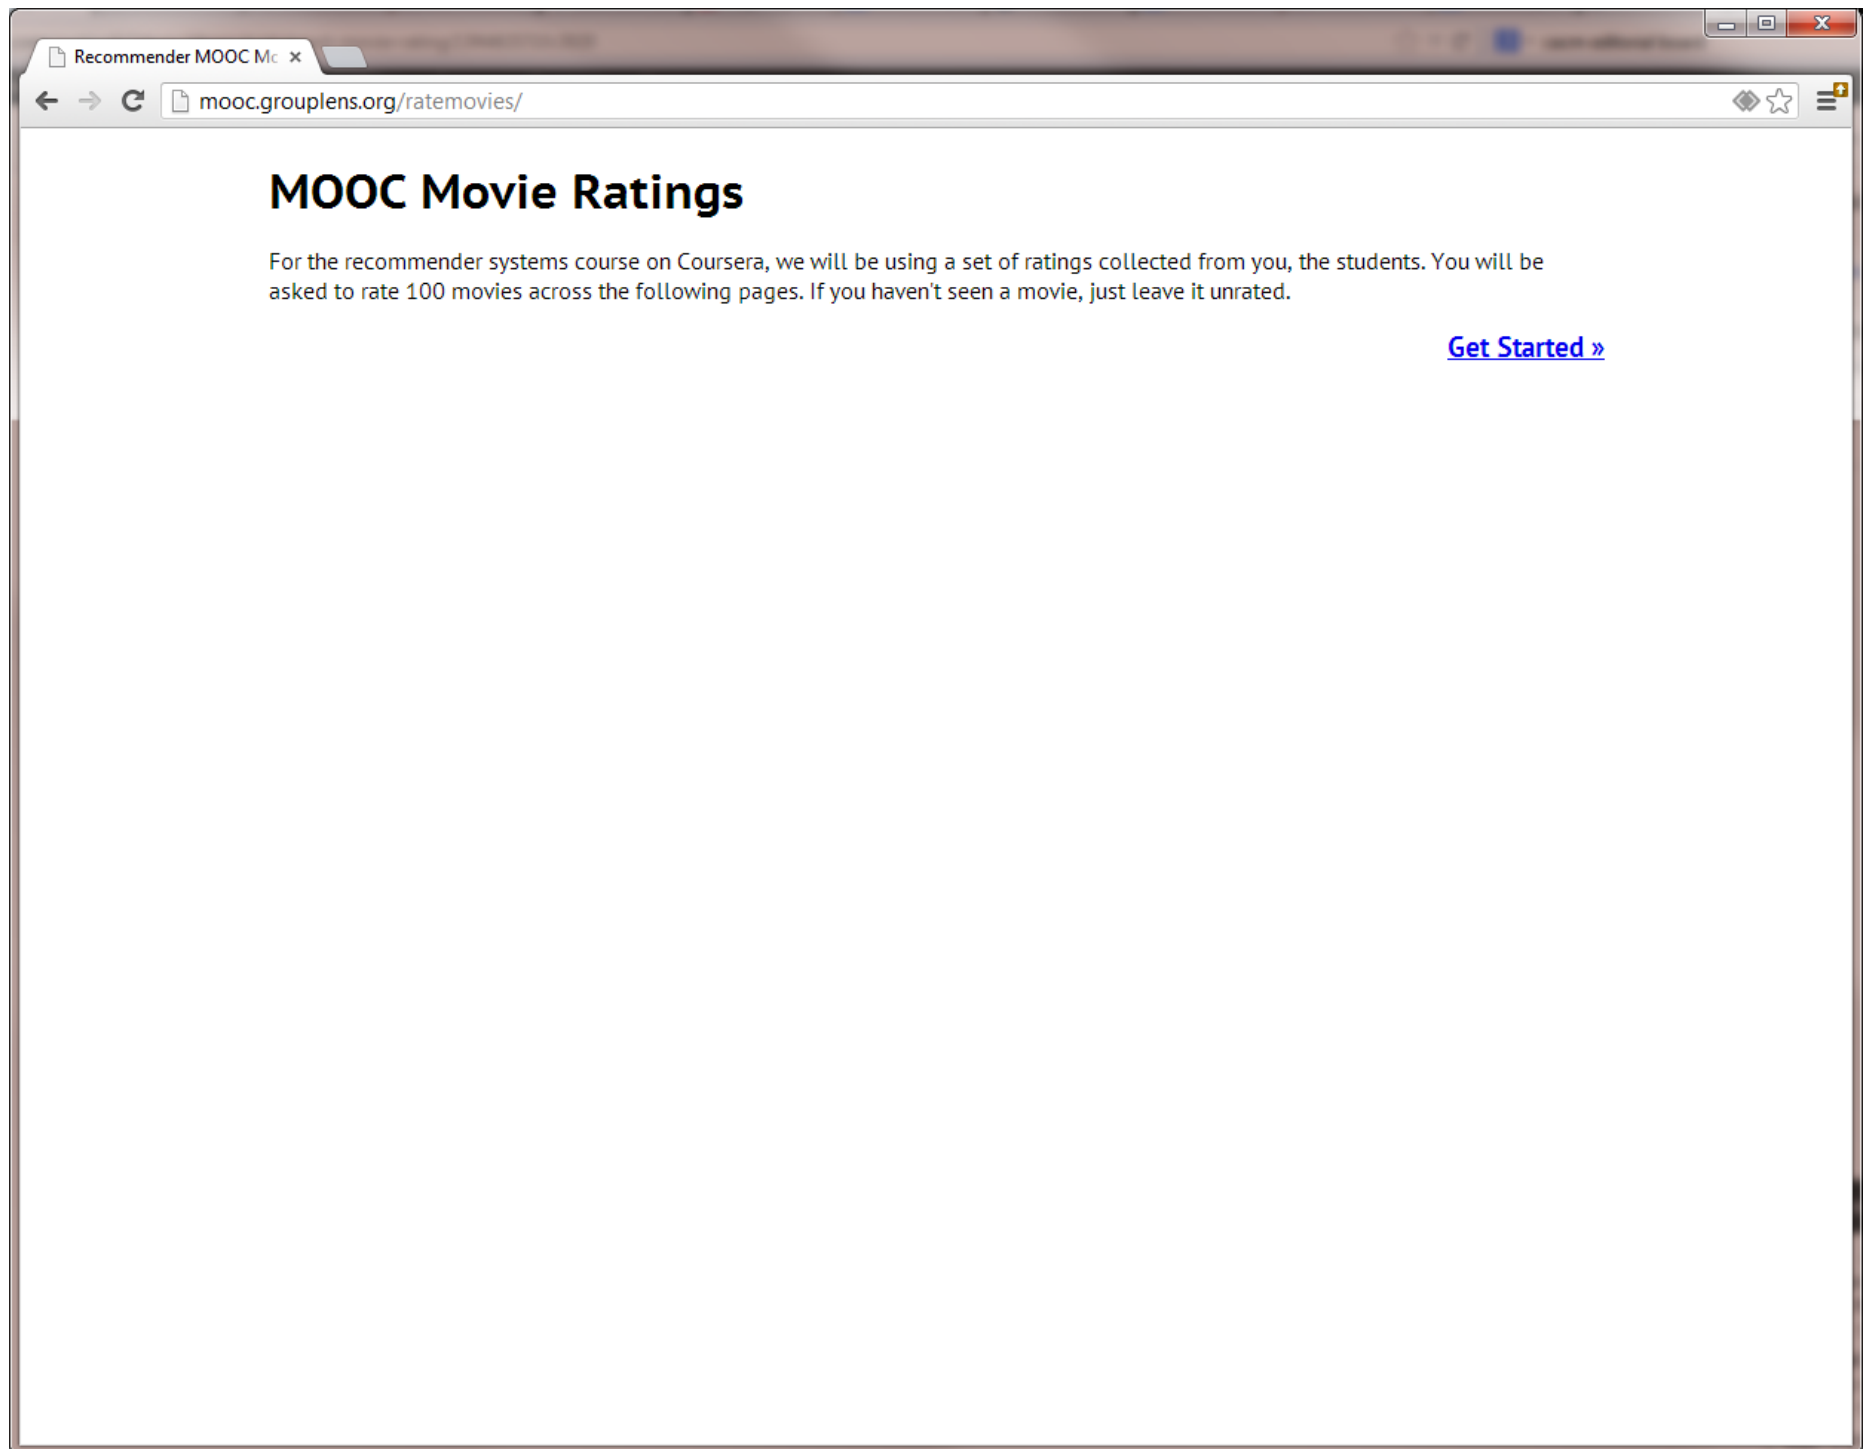 Recommender MOOC Mc
mooc.grouplens.org/ratemovies/
MOOC Movie Ratings
For the recommender systems course on Coursera, we will be using a set of ratings collected from you, the students. You will be
asked to rate 100 movies across the following pages. If you haven't seen a movie, just leave it unrated.
Get Started »